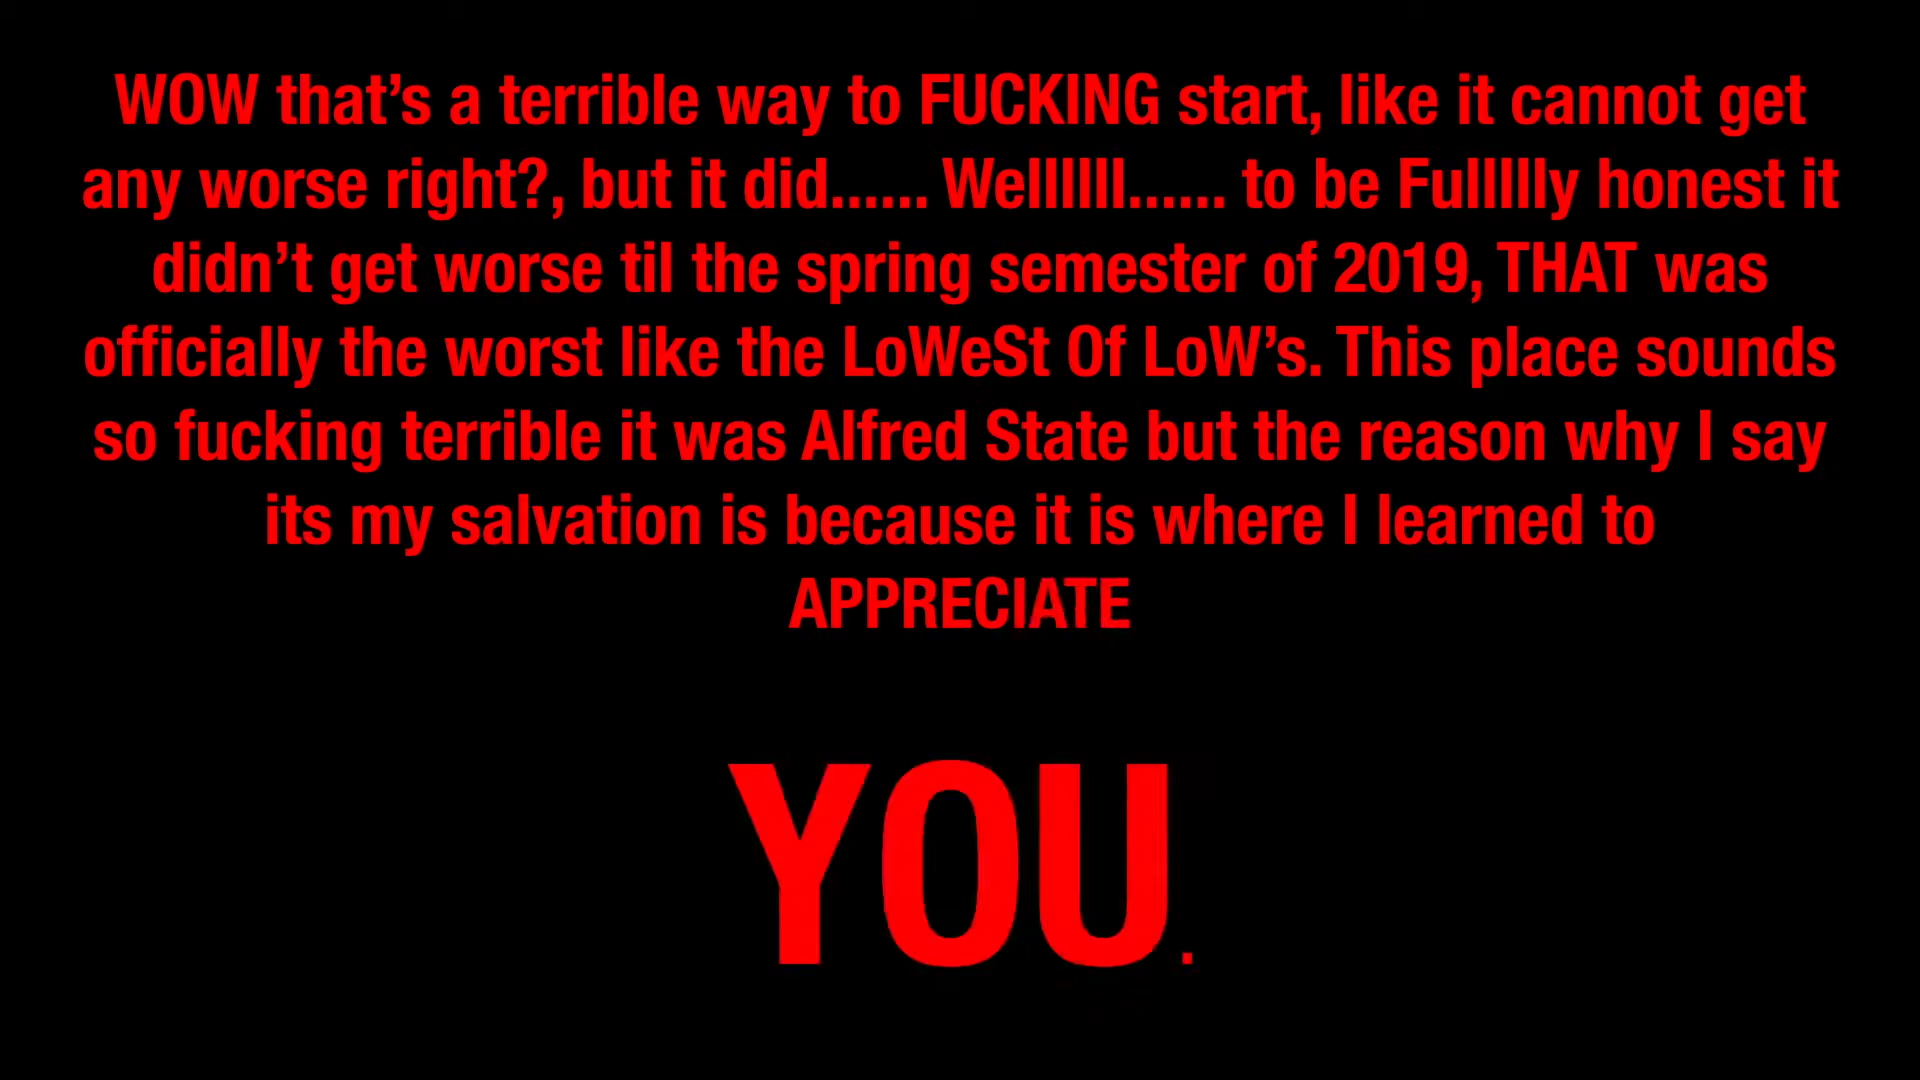 WOW that’s a terrible way to FUCKING start, like it cannot get
any worse right?, but it did...... Wellllll...... to be Fullllly honest it
didn’t get worse til the spring semester of 2019, THAT was
officially the worst like the LoWeSt Of LoW’s. This place sounds
so fucking terrible it was Alfred State but the reason why I say
its my salvation is because it is where I learned to
APPRECIATE
YOU.